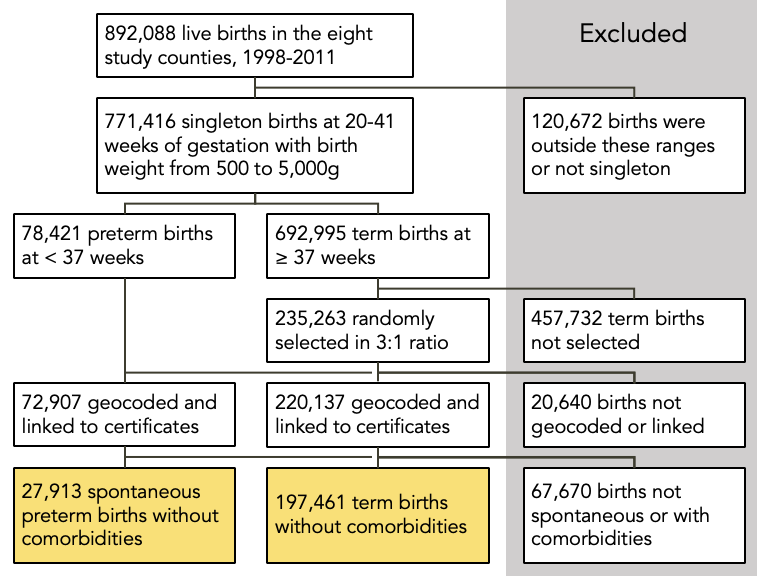 892,088 live births in the eight
study counties, 1998-2011
Excluded
771,416 singleton births at 20-41
weeks of gestation with birth
weight from 500 to 5,000g
120,672 births were
outside these ranges
or not singleton
78,421 preterm births
at < 37 weeks
692,995 term births at
≥ 37 weeks
235,263 randomly
selected in 3:1 ratio
457,732 term births
not selected
72,907 geocoded and
linked to certificates
220,137 geocoded and
linked to certificates
20,640 births not
geocoded or linked
27,913 spontaneous
preterm births without
comorbidities
197,461 term births
without comorbidities
67,670 births not
spontaneous or with
comorbidities